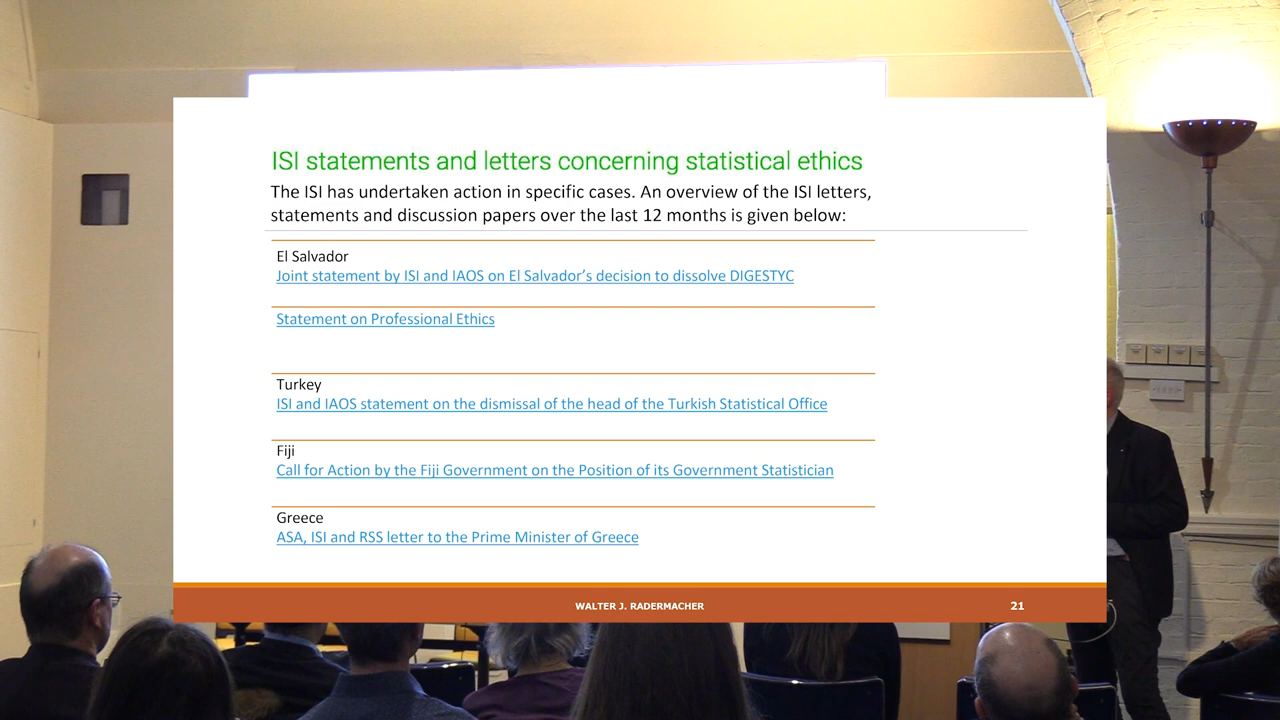 ISI statements and letters concerning statistical ethics
The ISI has undertaken action in specific cases. An overview of the ISI letters,
statements and discussion papers over the last 12 months is given below:
El Salvador
Joint statement by ISI and IAOS on El Salvador’s decision to dissolve DIGESTYC
Statement on Professional Ethics
Turkey
ISI and IAOS statement on the dismissal of the head of the Turkish Statistical Office
Fiji
Call for Action by the Fiji Government on the Position of its Government Statistician
Greece
ASA, ISI and RSS letter to the Prime Minister of Greece
WALTER J. RADERMACHER
21